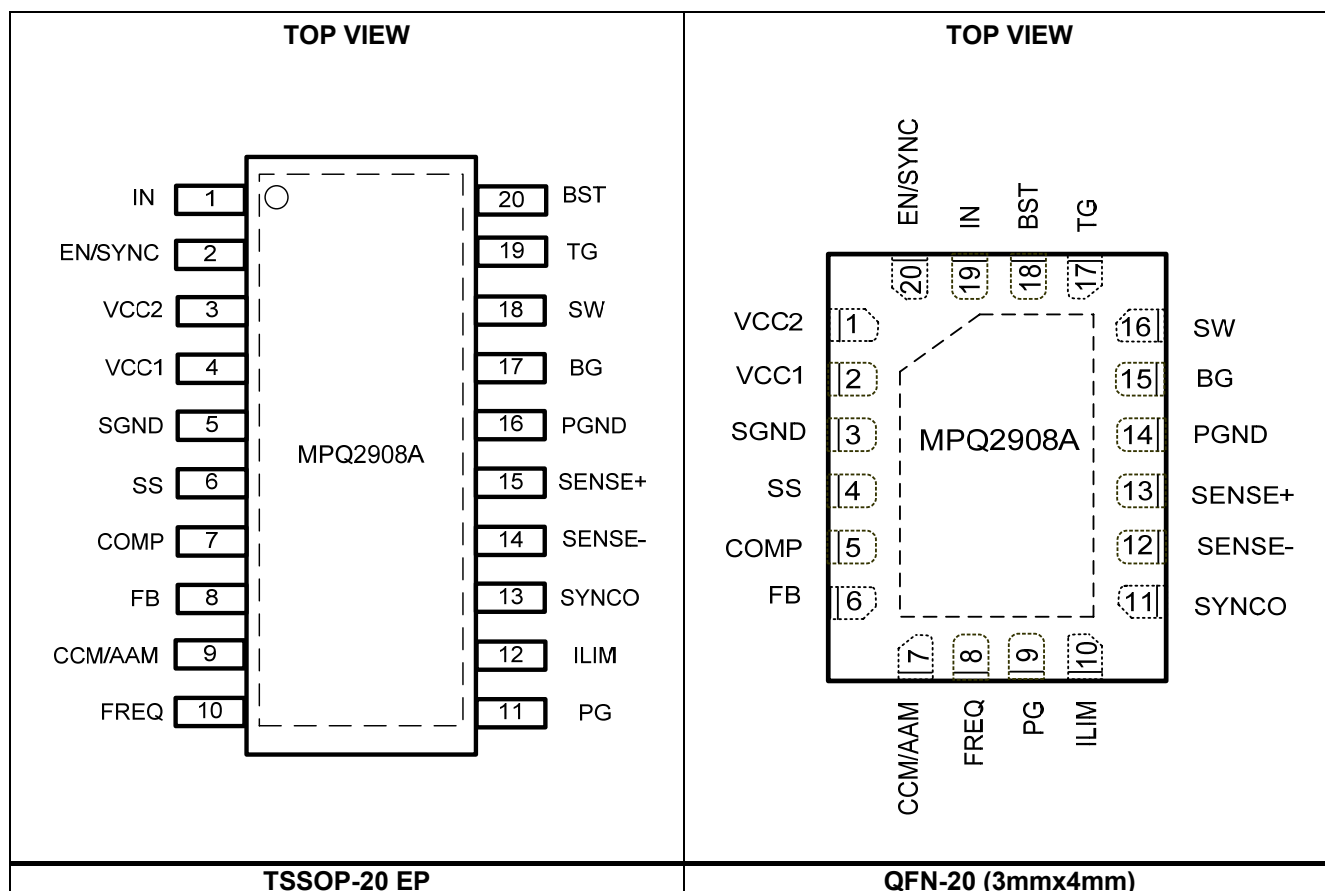 TOP VIEW
IN 1
EN/SYNC 2
VCC2 3
VCC1 4
SGND 5
SS 6
COMP 7
FB 8
CCM/AAM 9
FREQ 10
MPQ2908A
20 BST
19 TG
18 SW
17 BG
16 PGND
15 SENSE+
14 SENSE-
13 SYNCO
12 ILIM
11 PG
TSSOP-20 EP
TOP VIEW
EN/SYNC IN BST TG
20 19 18 17
VCC2 1
VCC1 2
SGND 3
SS 4
COMP 5
FB 6
MPQ2908A
16 SW
15 BG
14 PGND
13 SENSE+
12 SENSE-
11 SYNCO
7 8 9 10
CCM/AAM FREQ PG ILIM
QFN-20 (3mmx4mm)